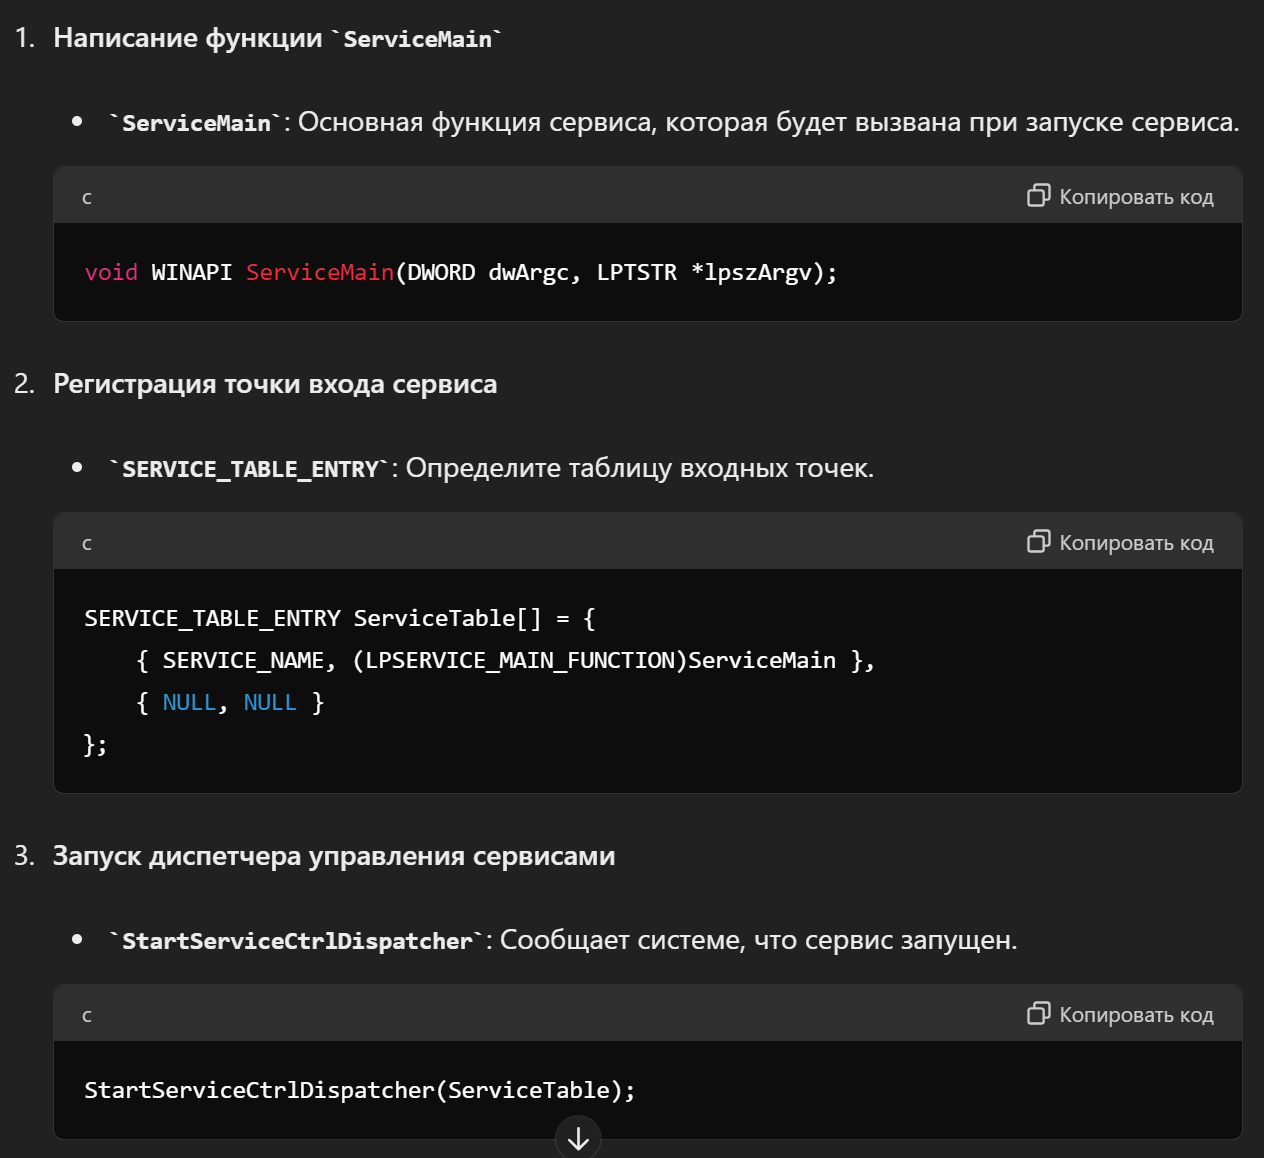 1. Написание функции `ServiceMain`
• `ServiceMain`: Основная функция сервиса, которая будет вызвана при запуске сервиса.
c Копировать код
void WINAPI ServiceMain(DWORD dwArgc, LPTSTR *lpszArgv);
2. Регистрация точки входа сервиса
• `SERVICE_TABLE_ENTRY`: Определите таблицу входных точек.
c Копировать код
SERVICE_TABLE_ENTRY ServiceTable[] = {
    { SERVICE_NAME, (LPSERVICE_MAIN_FUNCTION)ServiceMain },
    { NULL, NULL }
};
3. Запуск диспетчера управления сервисами
• `StartServiceCtrlDispatcher`: Сообщает системе, что сервис запущен.
c Копировать код
StartServiceCtrlDispatcher(ServiceTable);